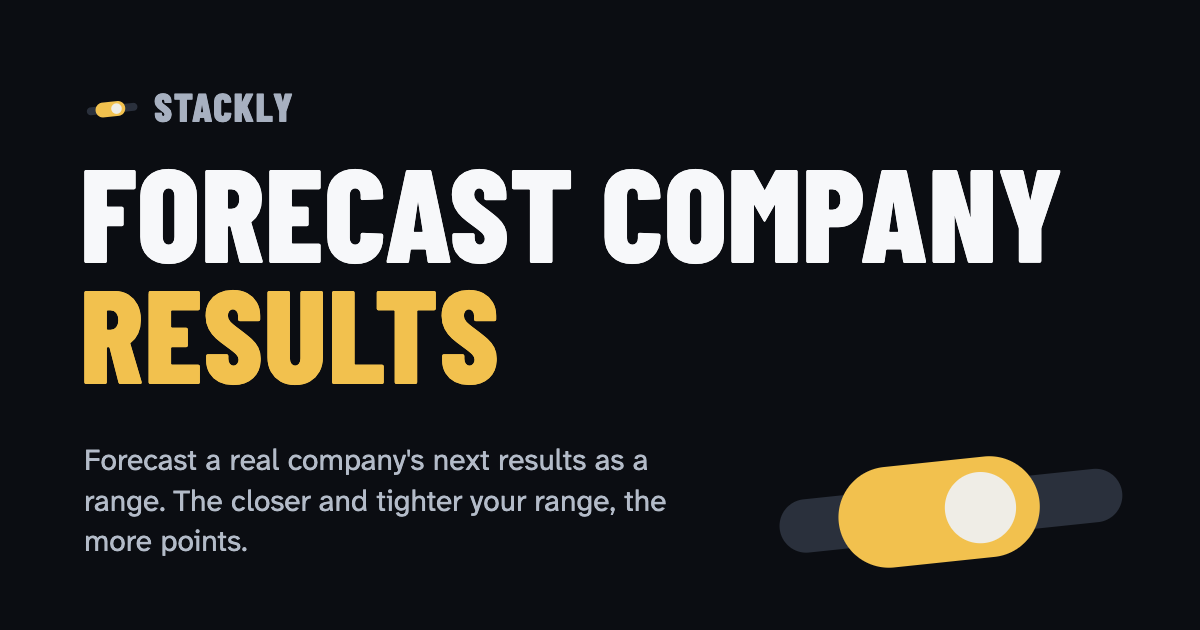 STACKLY
FORECAST COMPANY
RESULTS
Forecast a real company's next results as a
range. The closer and tighter your range, the
more points.